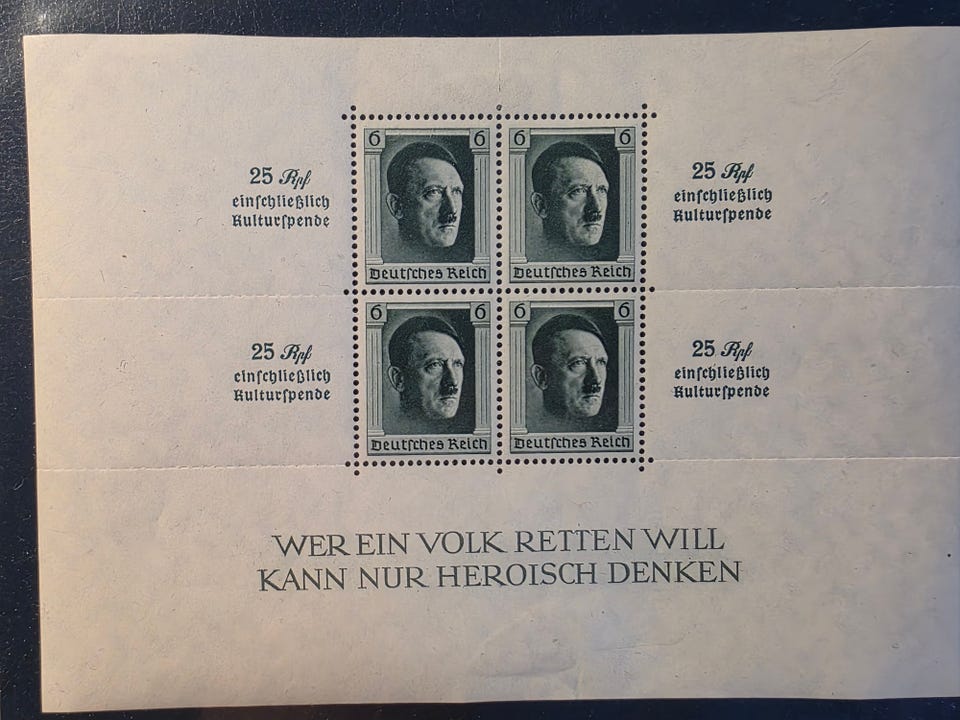 6 6 6 6
25 Rpf
einschließlich
Kulturspende
25 Rpf
einschließlich
Kulturspende
Deutsches Reich
Deutsches Reich
6 6 6 6
25 Rpf
einschließlich
Kulturspende
25 Rpf
einschließlich
Kulturspende
Deutsches Reich
Deutsches Reich
WER EIN VOLK RETTEN WILL
KANN NUR HEROISCH DENKEN